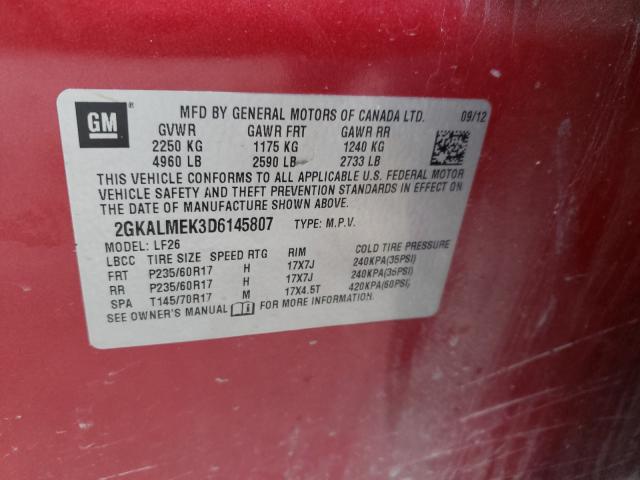 GM ®
MFD BY GENERAL MOTORS OF CANADA LTD. 09/12
GVWR GAWR FRT GAWR RR
2250 KG 1175 KG 1240 KG
4960 LB 2590 LB 2733 LB
THIS VEHICLE CONFORMS TO ALL APPLICABLE U.S. FEDERAL MOTOR
VEHICLE SAFETY AND THEFT PREVENTION STANDARDS IN EFFECT ON
THE DATE OF MANUFACTURE SHOWN ABOVE.
2GKALMEK3D6145807 TYPE: M.P.V.
MODEL: LF26
LBCC TIRE SIZE SPEED RTG RIM COLD TIRE PRESSURE
FRT P235/60R17 H 17X7J 240KPA(35PSI)
RR P235/60R17 H 17X7J 240KPA(35PSI)
SPA T145/70R17 M 17X4.5T 420KPA(60PSI)
SEE OWNER'S MANUAL FOR MORE INFORMATION.